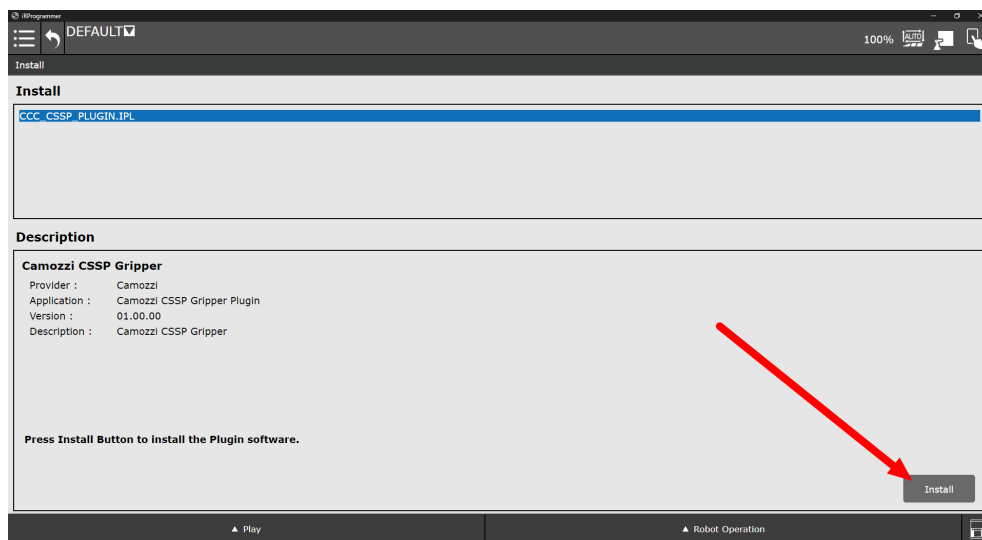 iRProgrammer
DEFAULT
100% AUTO
Install
Install
CCC_CSSP_PLUGIN.IPL
Description
Camozzi CSSP Gripper
Provider : Camozzi
Application : Camozzi CSSP Gripper Plugin
Version : 01.00.00
Description : Camozzi CSSP Gripper
Press Install Button to install the Plugin software.
Install
▲ Play ▲ Robot Operation